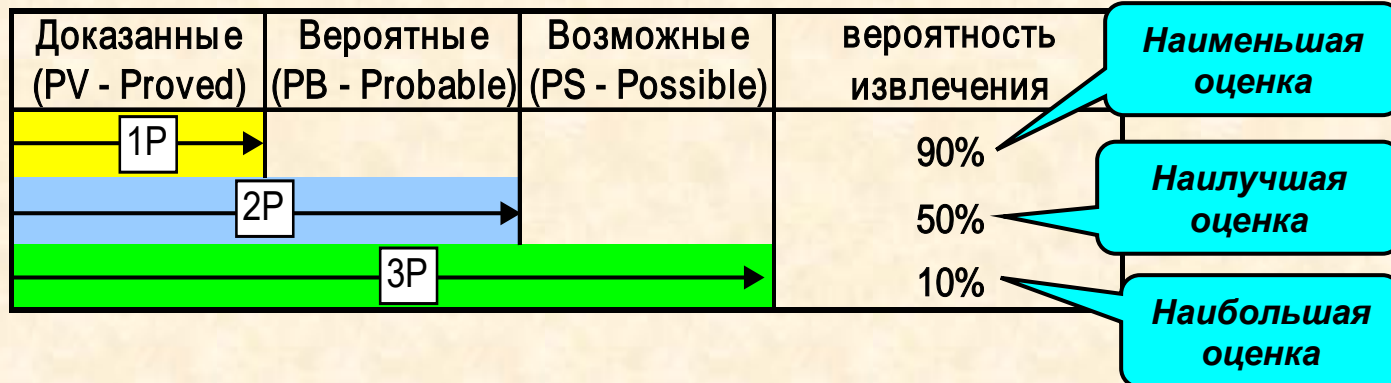 Доказанные
(PV - Proved)
Вероятные
(PB - Probable)
Возможные
(PS - Possible)
вероятность
извлечения
Наименьшая
оценка
1P
90%
Наилучшая
оценка
2P
50%
3P
10%
Наибольшая
оценка